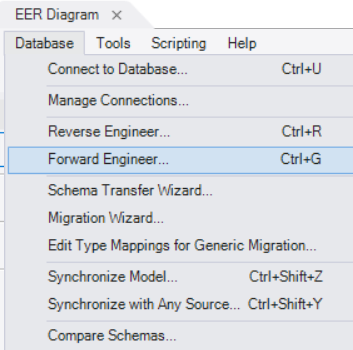 EER Diagram ×
Database Tools Scripting Help
Connect to Database... Ctrl+U
Manage Connections...
Reverse Engineer... Ctrl+R
Forward Engineer... Ctrl+G
Schema Transfer Wizard...
Migration Wizard...
Edit Type Mappings for Generic Migration...
Synchronize Model... Ctrl+Shift+Z
Synchronize with Any Source... Ctrl+Shift+Y
Compare Schemas...